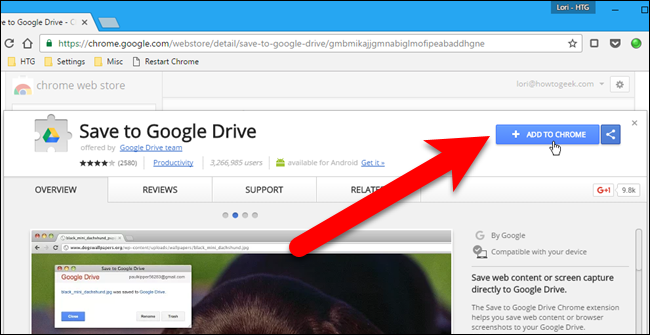 Lori - HTG
e to Google Drive - C
https://chrome.google.com/webstore/detail/save-to-google-drive/gmbmikajjgmnabiglmofipeabaddhgne
HTG Settings Misc Restart Chrome
chrome web store
lori@howtogeek.com
Save to Google Drive
offered by Google Drive team
(2580) Productivity 3,266,985 users available for Android Get it »
+ ADD TO CHROME
OVERVIEW REVIEWS SUPPORT RELATE
G+1 9.8k
black_mini_dachshund.jpg
www.dogswallpapers.org/wp-content/uploads/wallpapers/black_mini_dachshund.jpg
Save to Google Drive
Google Drive
black_mini_dachshund.jpg was saved to Google Drive.
Close Rename Trash
By Google
Compatible with your device
Save web content or screen capture
directly to Google Drive.
The Save to Google Drive Chrome extension
helps you save web content or browser
screenshots to your Google Drive.